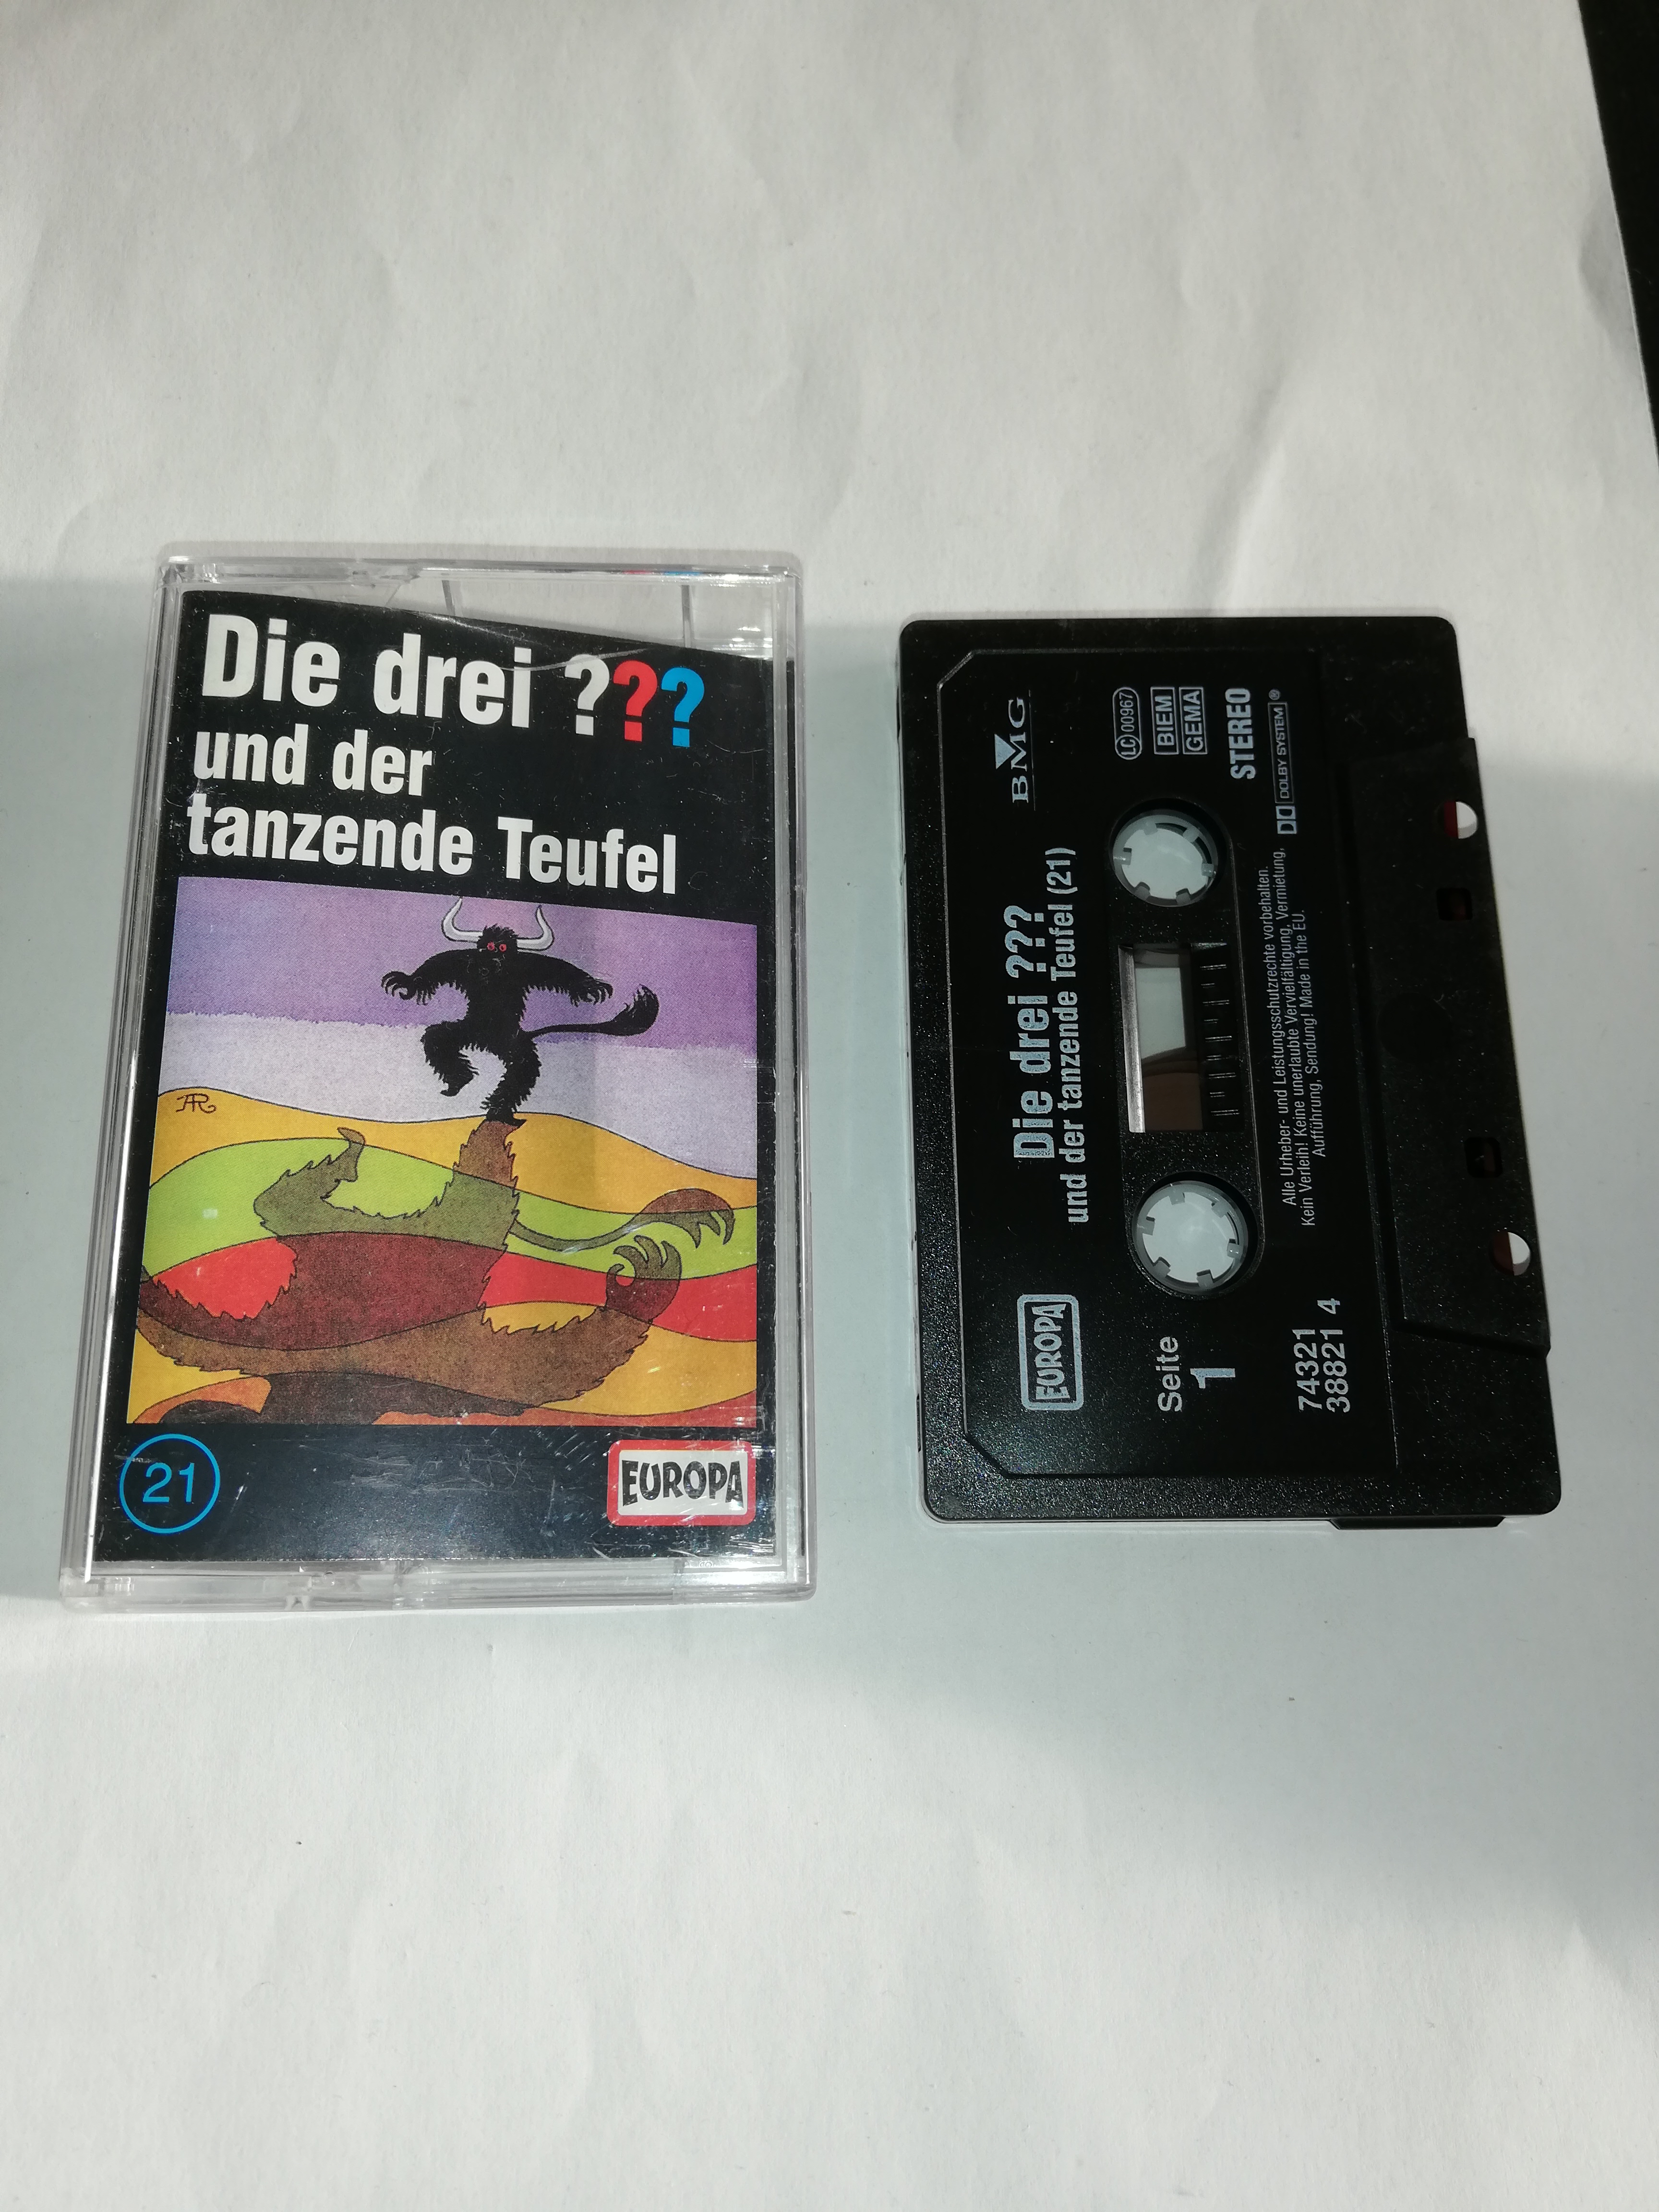 Die drei ???
und der
tanzende Teufel
AR
21
EUROPA
BMG
LC 00967
BIEM
GEMA
STEREO
DOLBY SYSTEM®
Die drei ???
und der tanzende Teufel (21)
EUROPA
Seite
1
Alle Urheber- und Leistungsschutzrechte vorbehalten.
Kein Verleih! Keine unerlaubte Vervielfältigung, Vermietung,
Aufführung, Sendung! Made in the EU.
74321
38821 4